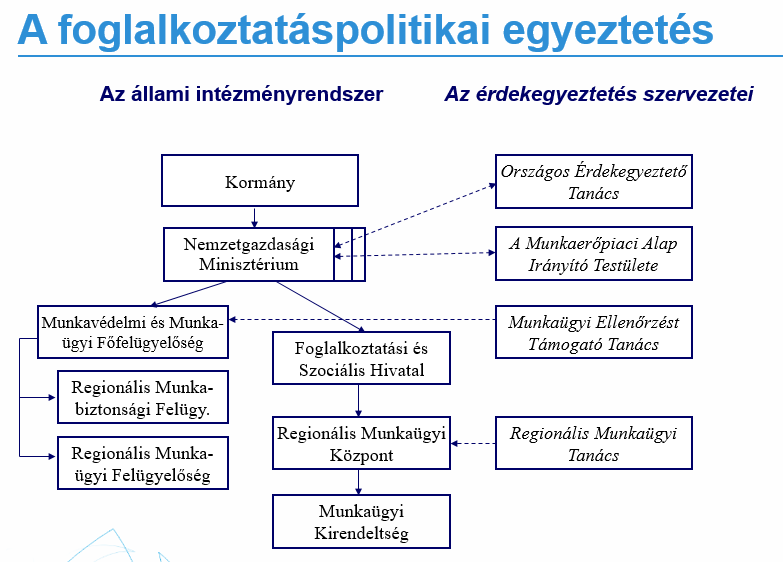 A foglalkoztatáspolitikai egyeztetés
Az állami intézményrendszer
Az érdekegyeztetés szervezetei
Kormány
Országos Érdekegyeztető
Tanács
Nemzetgazdasági
Minisztérium
A Munkaerőpiaci Alap
Irányító Testülete
Munkavédelmi és Munka-
ügyi Főfelügyelőség
Munkaügyi Ellenőrzést
Támogató Tanács
Foglalkoztatási és
Szociális Hivatal
Regionális Munka-
biztonsági Felügy.
Regionális Munkaügyi
Központ
Regionális Munkaügyi
Tanács
Regionális Munka-
ügyi Felügyelőség
Munkaügyi
Kirendeltség